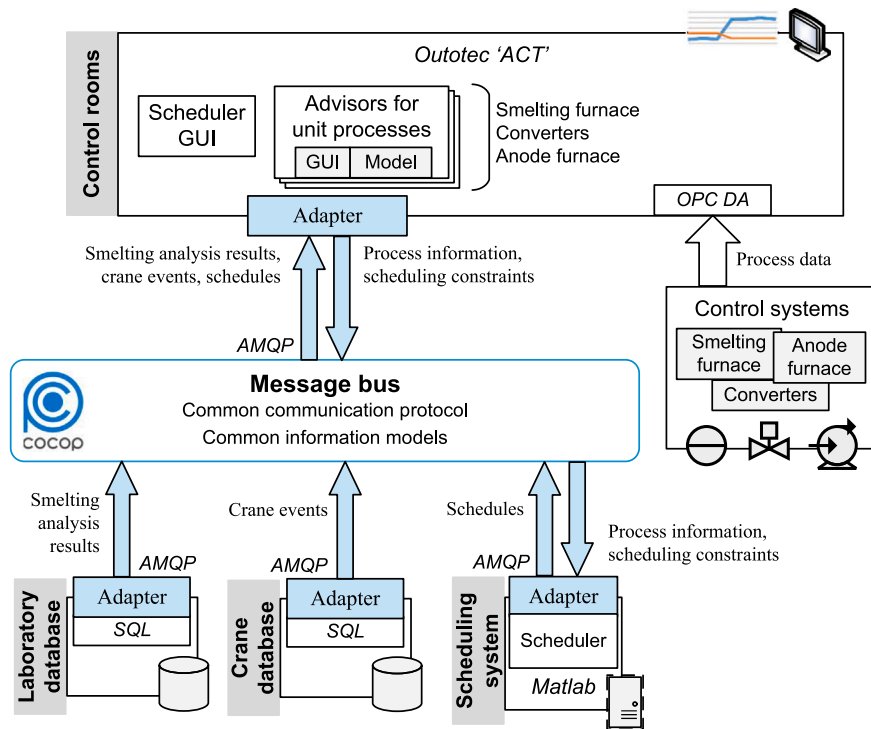 Control rooms
Outotec ‘ACT’
Scheduler
GUI
Advisors for
unit processes
GUI
Model
Smelting furnace
Converters
Anode furnace
Adapter
OPC DA
Smelting analysis results,
crane events, schedules
Process information,
scheduling constraints
Process data
AMQP
Control systems
Smelting
furnace
Anode
furnace
Converters
cocop
Message bus
Common communication protocol
Common information models
Smelting
analysis
results
AMQP
Crane events
AMQP
Schedules
AMQP
Process information,
scheduling constraints
Laboratory
database
Adapter
SQL
Crane
database
Adapter
SQL
Scheduling
system
Adapter
Scheduler
Matlab